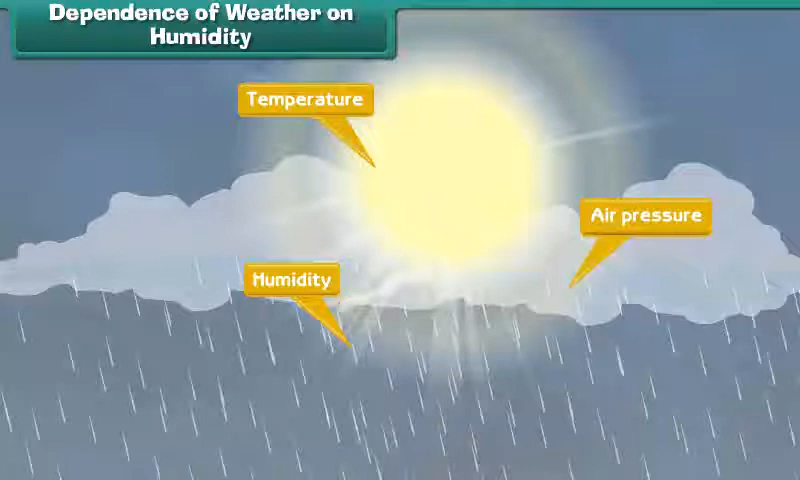 Dependence of Weather on
Humidity
Temperature
Air pressure
Humidity